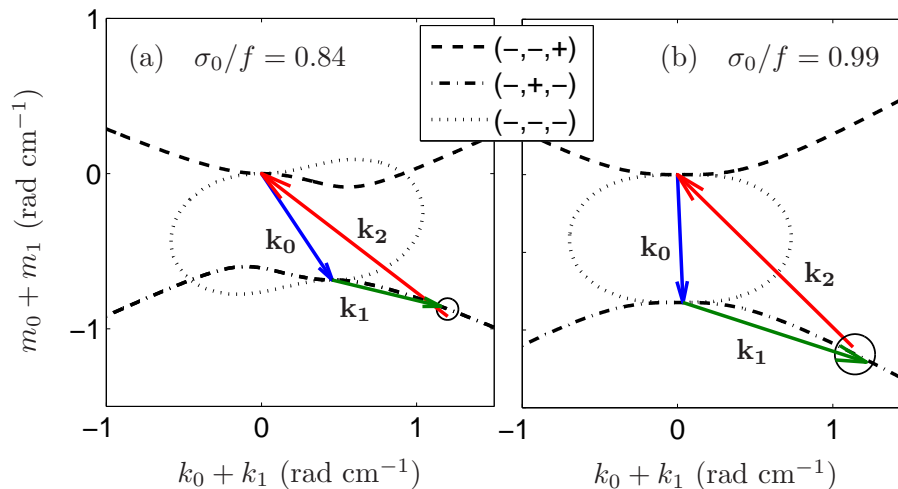 (a) σ₀/f = 0.84
(−,−,+)
(−,+,−)
(−,−,−)
(b) σ₀/f = 0.99
m₀ + m₁ (rad cm⁻¹)
1
0
−1
k₀
k₂
k₁
k₀
k₂
k₁
−1 0 1
−1 0 1
k₀ + k₁ (rad cm⁻¹)
k₀ + k₁ (rad cm⁻¹)